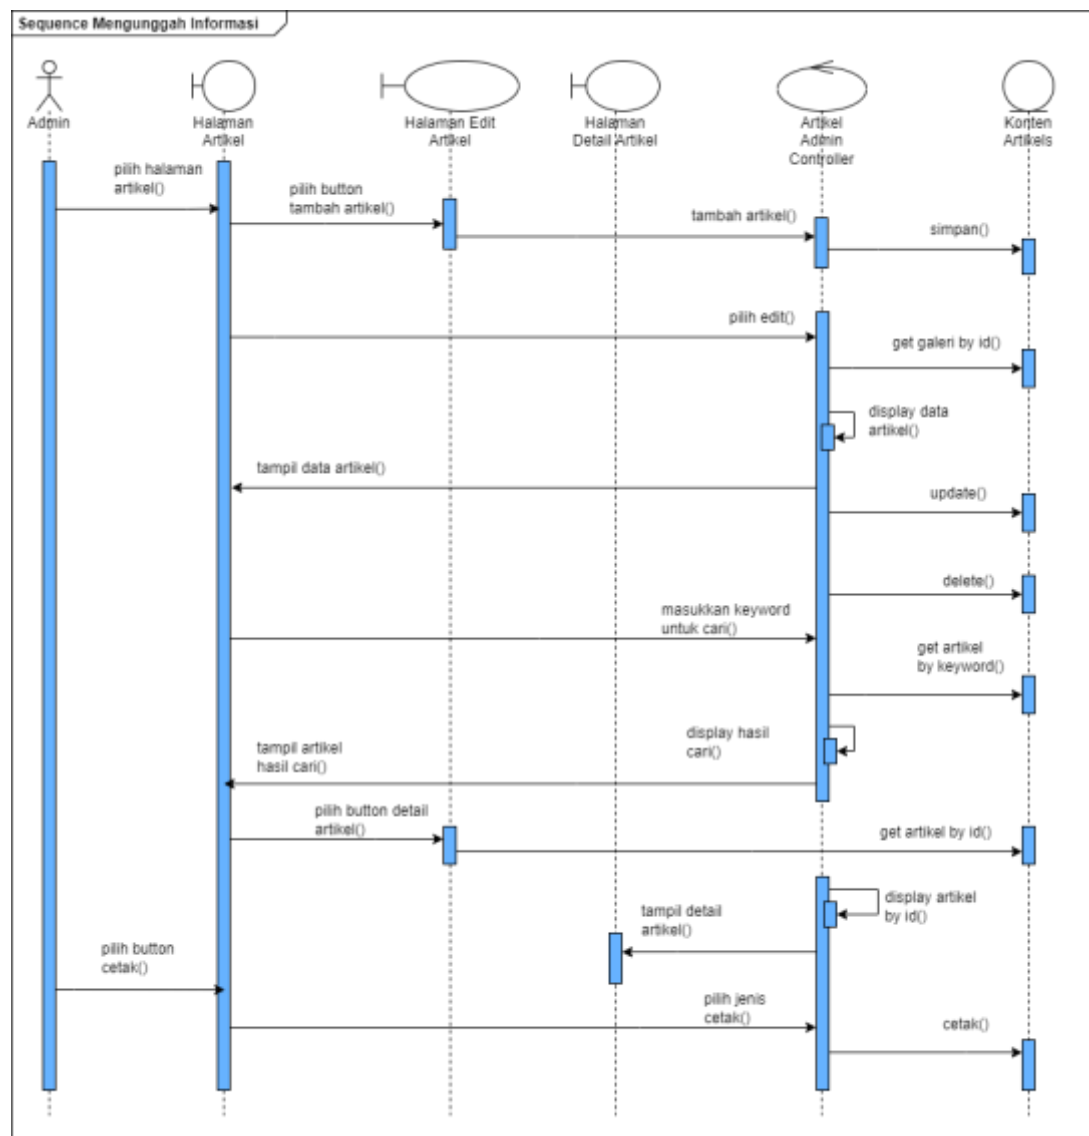 Sequence Mengunggah Informasi
Admin
Halaman
Artikel
Halaman Edit
Artikel
Halaman
Detail Artikel
Artikel
Admin
Controller
Konten
Artikels
pilih halaman
artikel()
pilih button
tambah artikel()
tambah artikel()
simpan()
pilih edit()
get galeri by id()
display data
artikel()
tampil data artikel()
update()
delete()
masukkan keyword
untuk cari()
get artikel
by keyword()
display hasil
cari()
tampil artikel
hasil cari()
pilih button detail
artikel()
get artikel by id()
display artikel
by id()
tampil detail
artikel()
pilih button
cetak()
pilih jenis
cetak()
cetak()